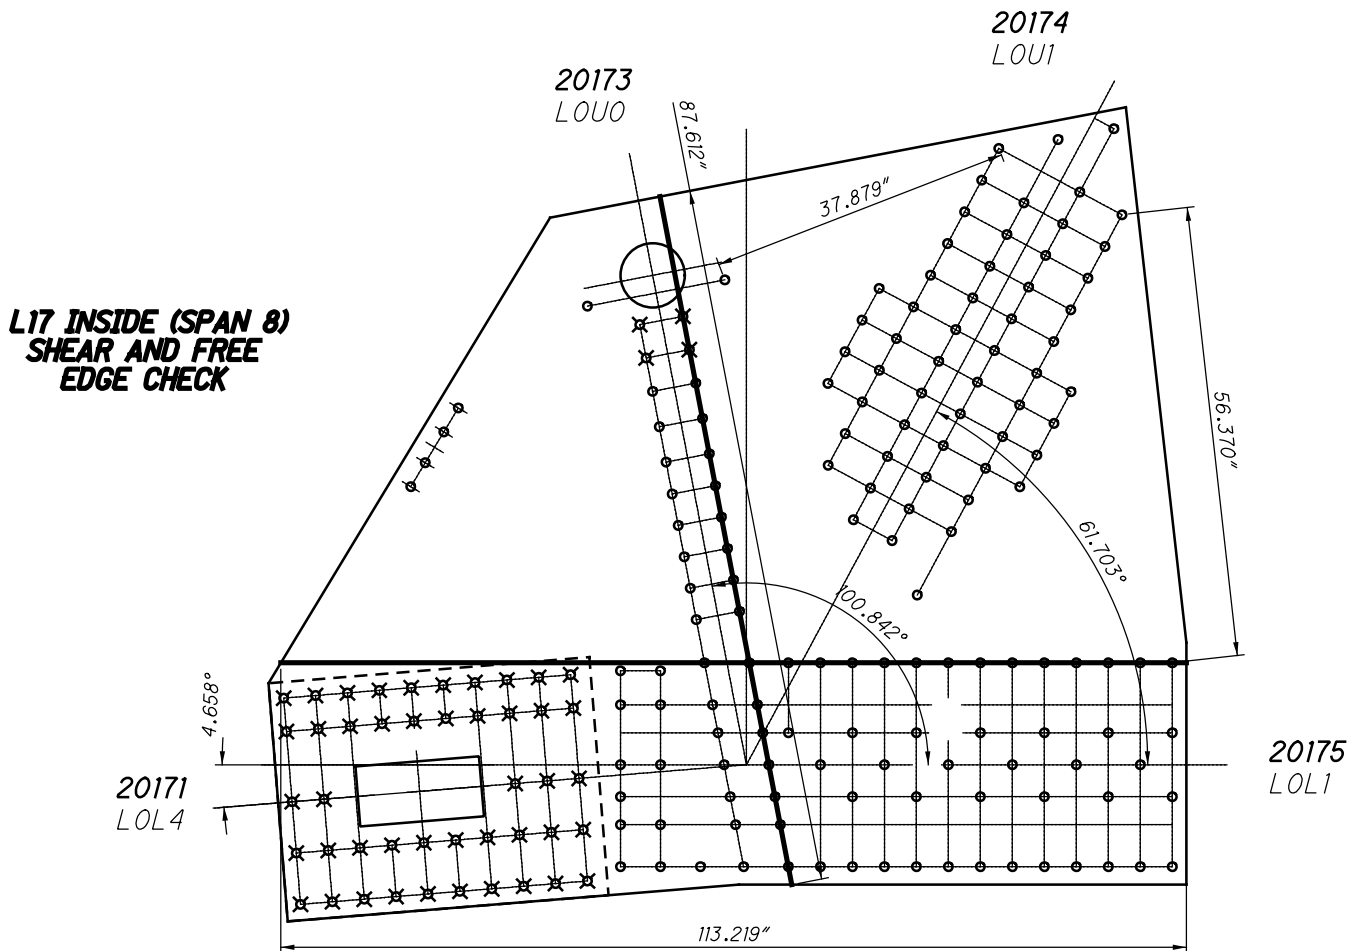 20174
LOU1
20173
LOU0
87.612"
37.879"
L17 INSIDE (SPAN 8)
SHEAR AND FREE
EDGE CHECK
56.370"
61.703°
100.842°
4.658°
20175
LOL1
20171
LOL4
113.219"